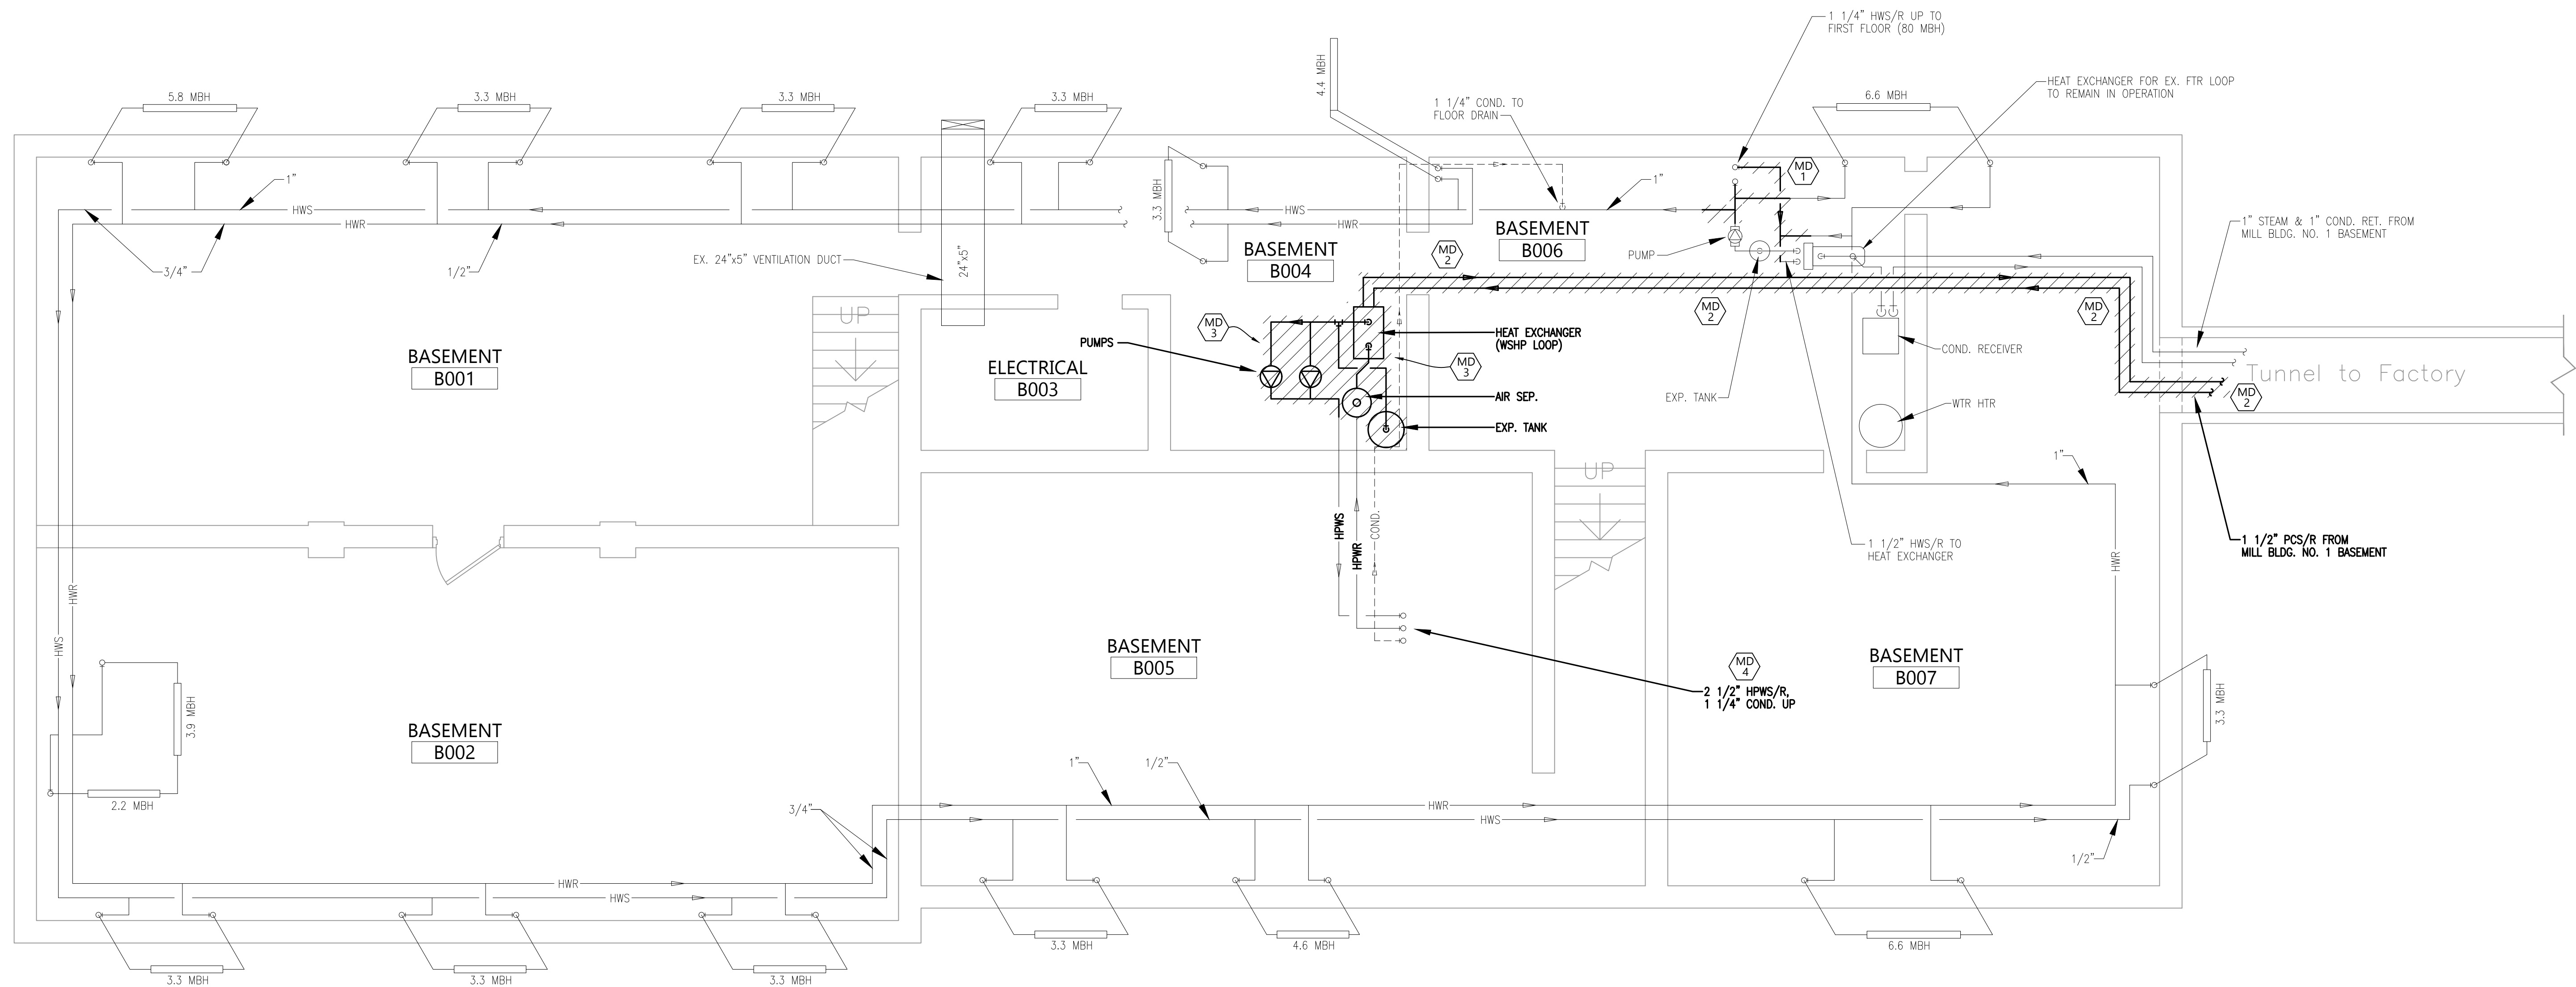 1 1/4" HWS/R UP TO
FIRST FLOOR (80 MBH)
HEAT EXCHANGER FOR EX. FTR LOOP
TO REMAIN IN OPERATION
5.8 MBH
3.3 MBH
3.3 MBH
3.3 MBH
4.4 MBH
1 1/4" COND. TO
FLOOR DRAIN
6.6 MBH
1"
HWS
HWR
3/4"
1/2"
EX. 24"x5" VENTILATION DUCT
24"x5"
3.3 MBH
HWS
HWR
1"
MD
1
BASEMENT
B004
BASEMENT
B006
MD
2
PUMP
1" STEAM & 1" COND. RET. FROM
MILL BLDG. NO. 1 BASEMENT
MD
2
MD
2
UP
MD
3
PUMPS
HEAT EXCHANGER
(WSHP LOOP)
MD
3
COND. RECEIVER
BASEMENT
B001
ELECTRICAL
B003
AIR SEP.
EXP. TANK
EXP. TANK
WTR HTR
Tunnel to Factory
MD
2
UP
1"
HPWS
HPWR
COND.
1 1/2" HWS/R TO
HEAT EXCHANGER
HWR
1 1/2" PCS/R FROM
MILL BLDG. NO. 1 BASEMENT
HWR
HWS
BASEMENT
B005
MD
4
2 1/2" HPWS/R,
1 1/4" COND. UP
BASEMENT
B007
3.9 MBH
2.2 MBH
BASEMENT
B002
3.3 MBH
3/4"
1"
1/2"
HWR
HWS
1/2"
HWR
HWS
3.3 MBH
3.3 MBH
3.3 MBH
3.3 MBH
4.6 MBH
6.6 MBH